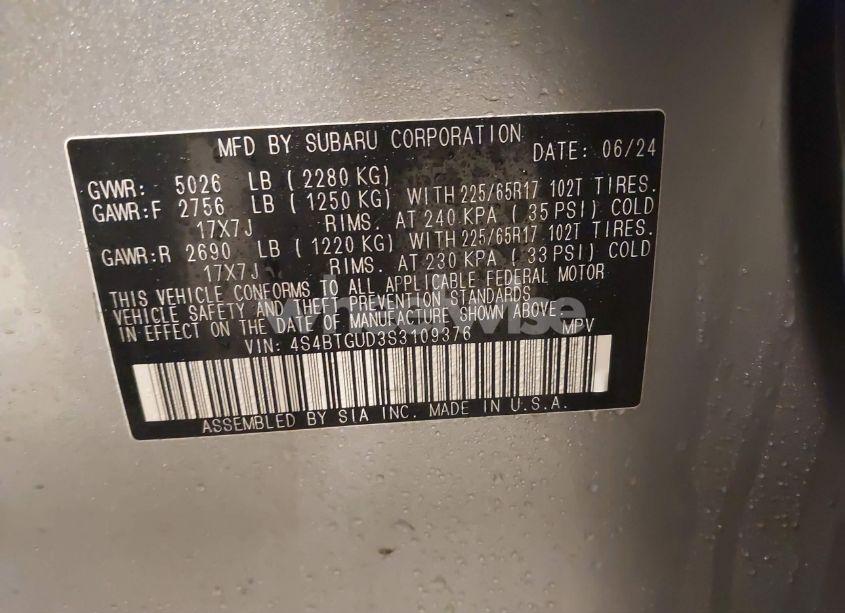 MFD BY SUBARU CORPORATION DATE: 06/24
GVWR: 5026 LB ( 2280 KG)
GAWR:F 2756 LB ( 1250 KG) WITH 225/65R17 102T TIRES.
17X7J RIMS. AT 240 KPA ( 35 PSI) COLD
GAWR:R 2690 LB ( 1220 KG) WITH 225/65R17 102T TIRES.
17X7J RIMS. AT 230 KPA ( 33 PSI) COLD
THIS VEHICLE CONFORMS TO ALL APPLICABLE FEDERAL MOTOR
VEHICLE SAFETY AND THEFT PREVENTION STANDARDS
IN EFFECT ON THE DATE OF MANUFACTURE SHOWN ABOVE.
VIN: 4S4BTGUD3S3109376 MPV
ASSEMBLED BY SIA INC. MADE IN U.S.A.